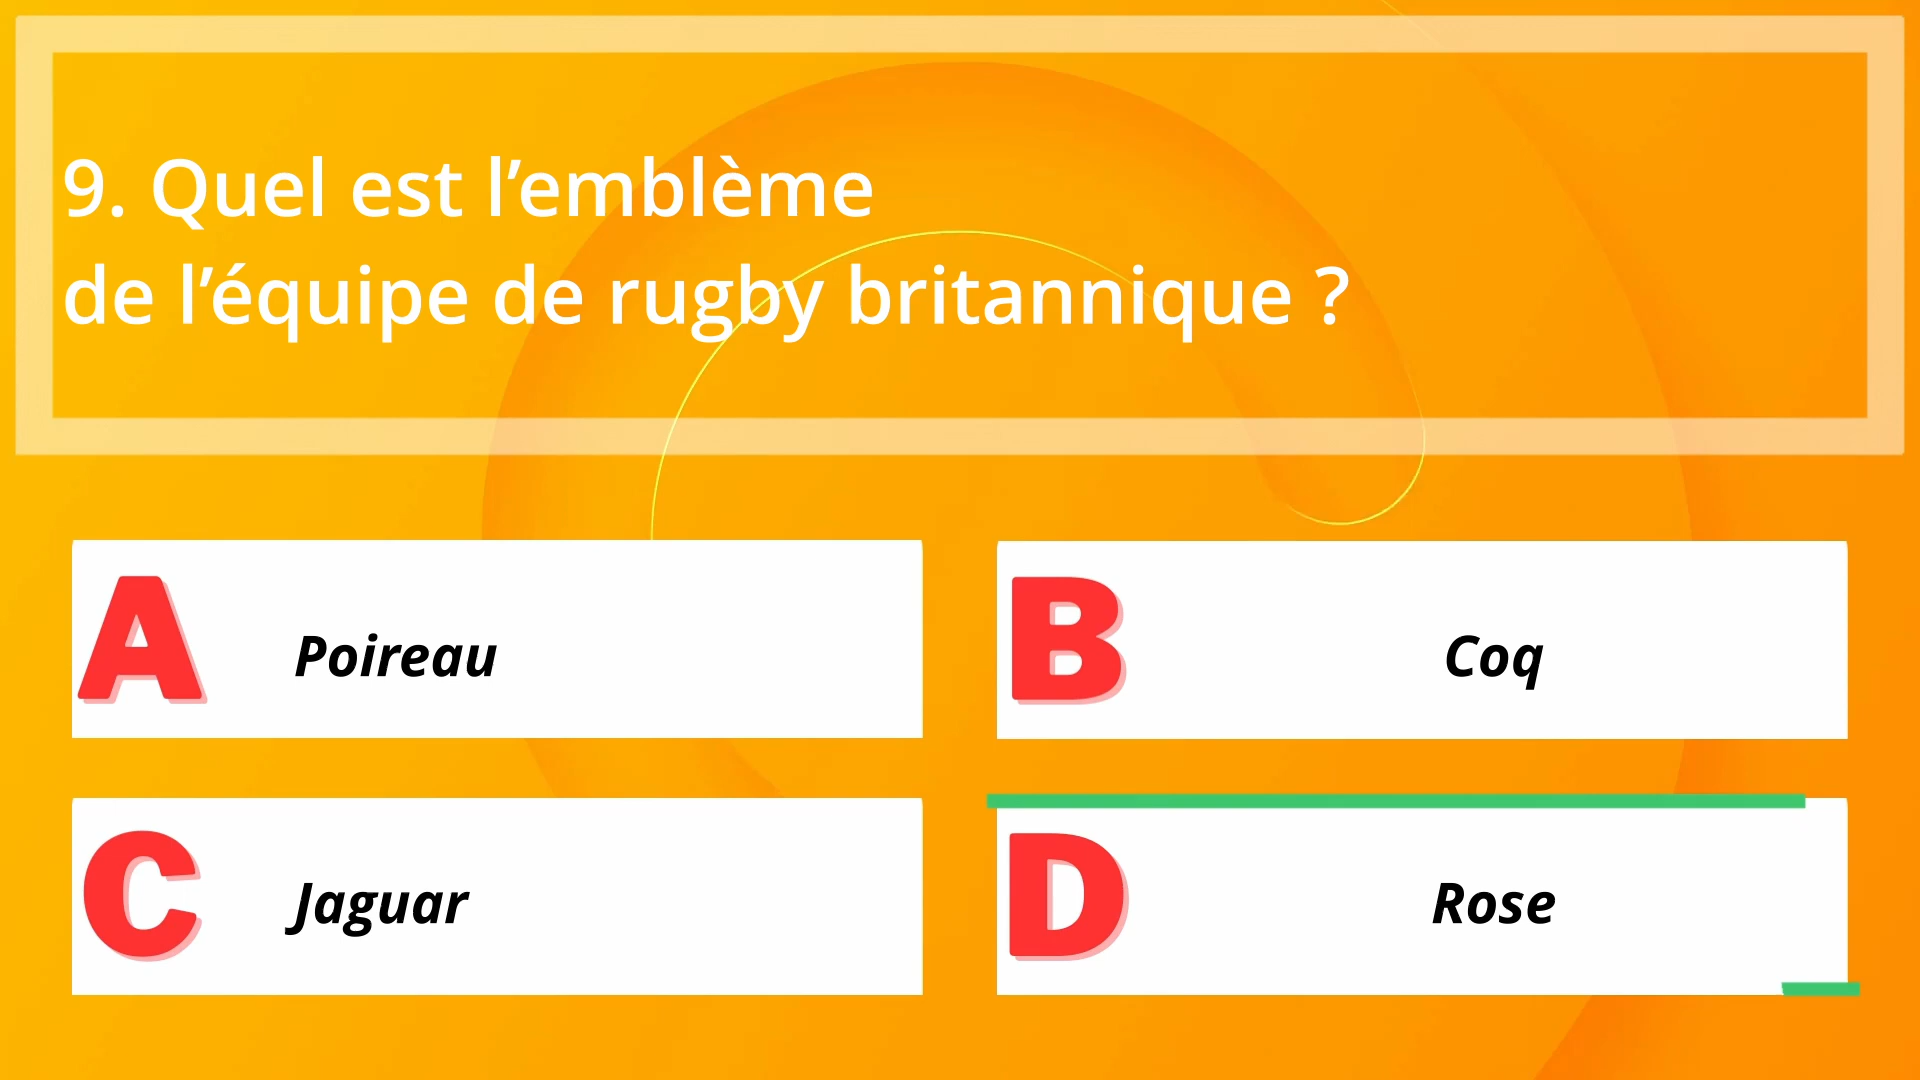 9. Quel est l’emblème
de l’équipe de rugby britannique ?
A Poireau
B Coq
C Jaguar
D Rose